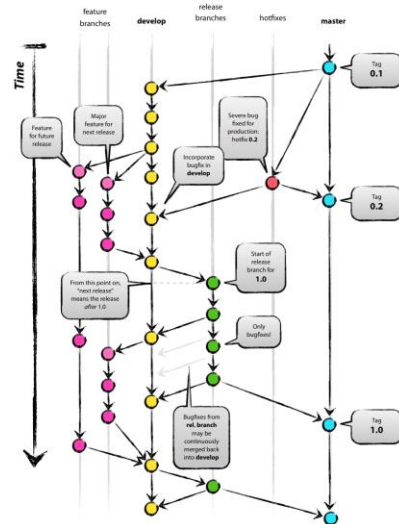 feature
branches
develop
release
branches
hotfixes
master
Time
Tag
0.1
Major
feature for
next release
Feature
for future
release
Severe bug
fixed for
production:
hotfix 0.2
Incorporate
bugfix in
develop
Tag
0.2
Start of
release
branch for
1.0
From this point on,
"next release"
means the release
after 1.0
Only
bugfixes!
Bugfixes from
rel. branch
may be
continuously
merged back
into develop
Tag
1.0